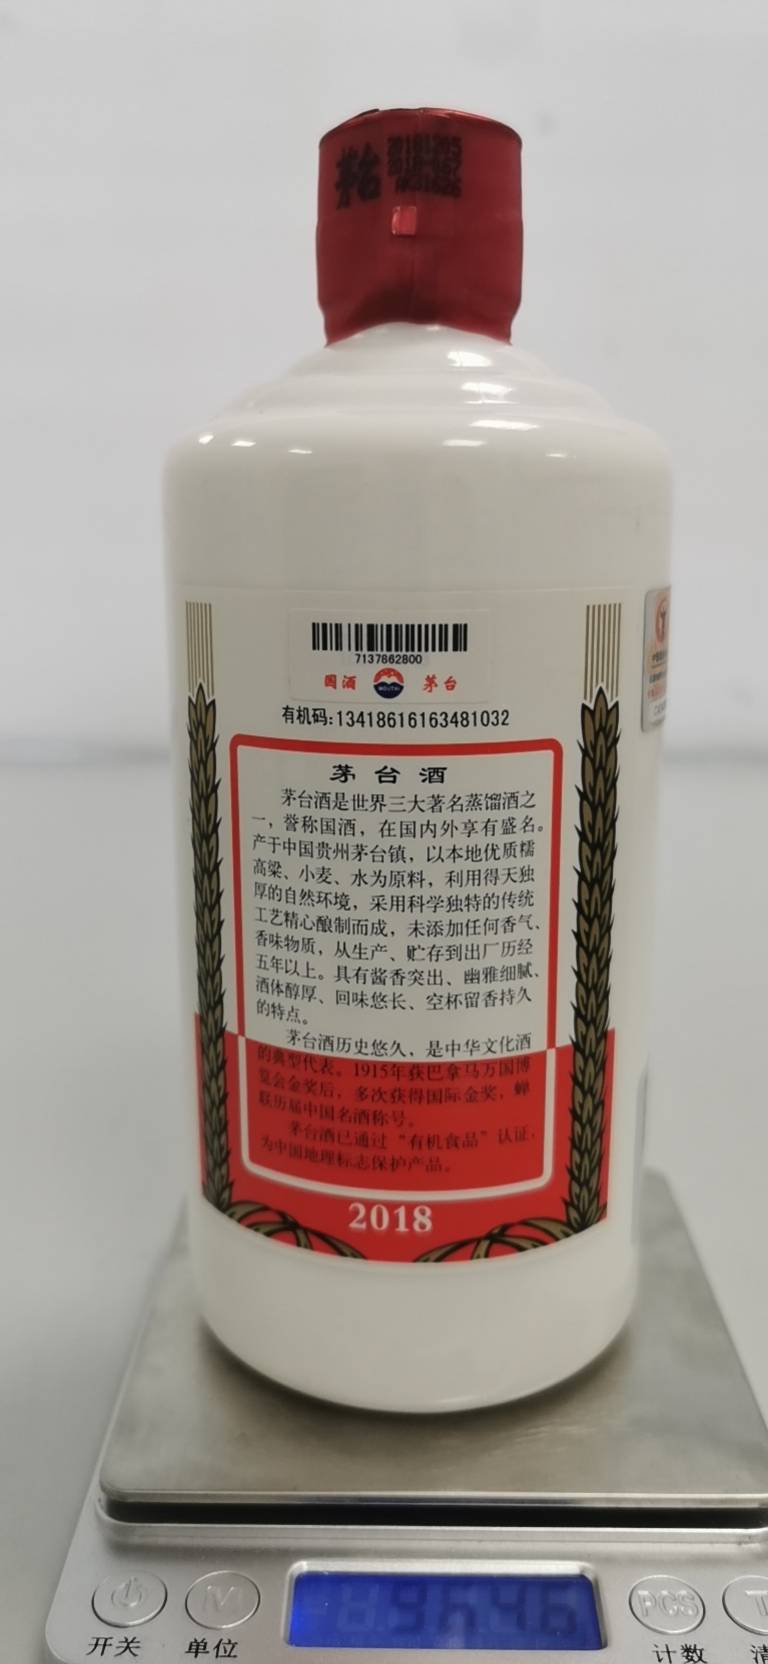 茅台
20181205
7137862800
国酒 MOUTAI 茅台
有机码:13418616163481032
茅台酒
茅台酒是世界三大著名蒸馏酒之
一，誉称国酒，在国内外享有盛名。
产于中国贵州茅台镇，以本地优质糯
高粱、小麦、水为原料，利用得天独
厚的自然环境，采用科学独特的传统
工艺精心酿制而成，未添加任何香气、
香味物质，从生产、贮存到出厂历经
五年以上。具有酱香突出、幽雅细腻、
酒体醇厚、回味悠长、空杯留香持久
的特点。
茅台酒历史悠久，是中华文化酒
的典型代表。1915年获巴拿马万国博
览会金奖后，多次获得国际金奖，蝉
联历届中国名酒称号。
茅台酒已通过“有机食品”认证，
为中国地理标志保护产品。
2018
M PCS T
开关 单位 计数 清